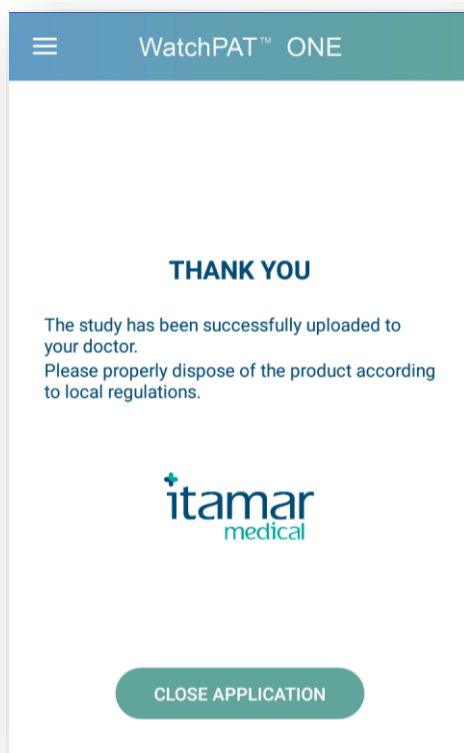 WatchPAT™ ONE
THANK YOU
The study has been successfully uploaded to
your doctor.
Please properly dispose of the product according
to local regulations.
itamar
medical
CLOSE APPLICATION